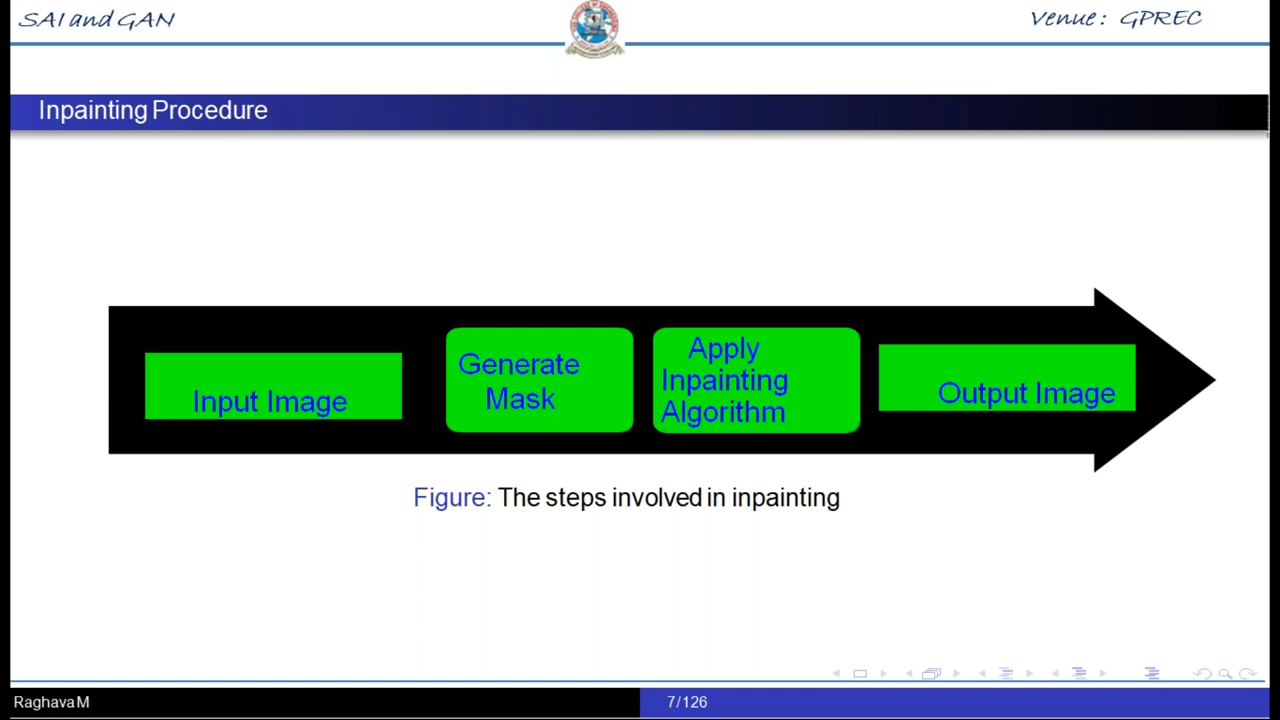 SAI and GAN
Venue: GPREC
Inpainting Procedure
Input Image
Generate
Mask
Apply
Inpainting
Algorithm
Output Image
Figure: The steps involved in inpainting
Raghava M
7/126